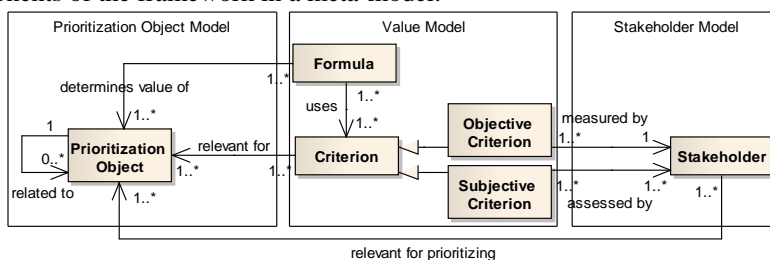 Prioritization Object Model
Value Model
Stakeholder Model
Formula
1..*
1..*
determines value of
1..*
uses
1..*
1
0..*
related to
Prioritization
Object
1..*
relevant for
1..*
Criterion
Objective
Criterion
1..*
measured by
1
Subjective
Criterion
1..*
assessed by
1..*
Stakeholder
1..*
1..*
relevant for prioritizing